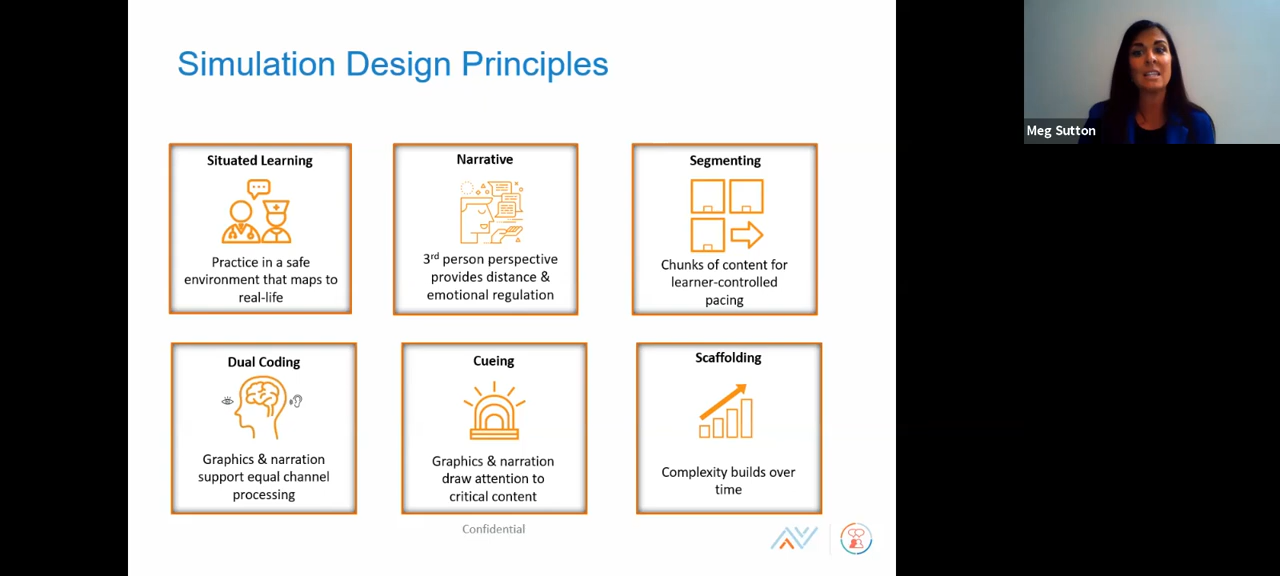 Simulation Design Principles
Meg Sutton
Situated Learning
Practice in a safe
environment that maps to
real-life
Narrative
3rd person perspective
provides distance &
emotional regulation
Segmenting
Chunks of content for
learner-controlled
pacing
Dual Coding
Graphics & narration
support equal channel
processing
Cueing
Graphics & narration
draw attention to
critical content
Scaffolding
Complexity builds over
time
Confidential